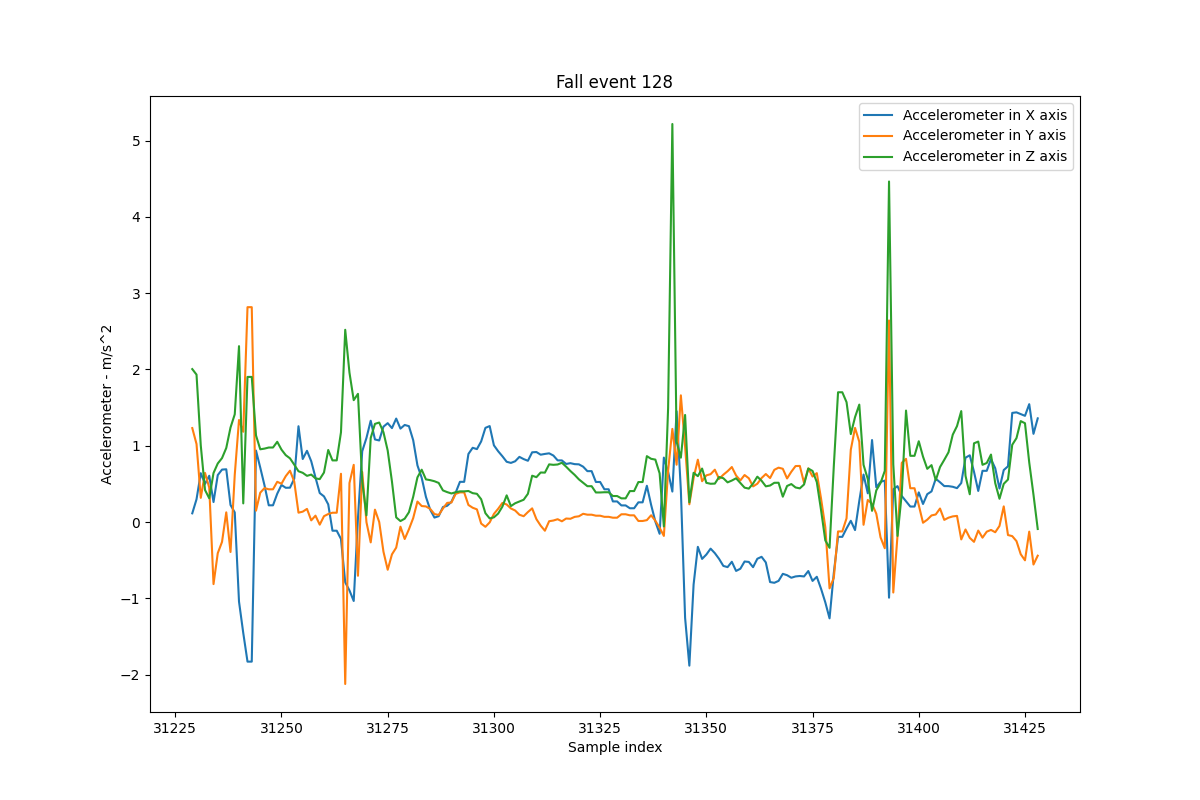 Fall event 128
Accelerometer in X axis
Accelerometer in Y axis
Accelerometer in Z axis
Accelerometer - m/s^2
5
4
3
2
1
0
−1
−2
31225 31250 31275 31300 31325 31350 31375 31400 31425
Sample index